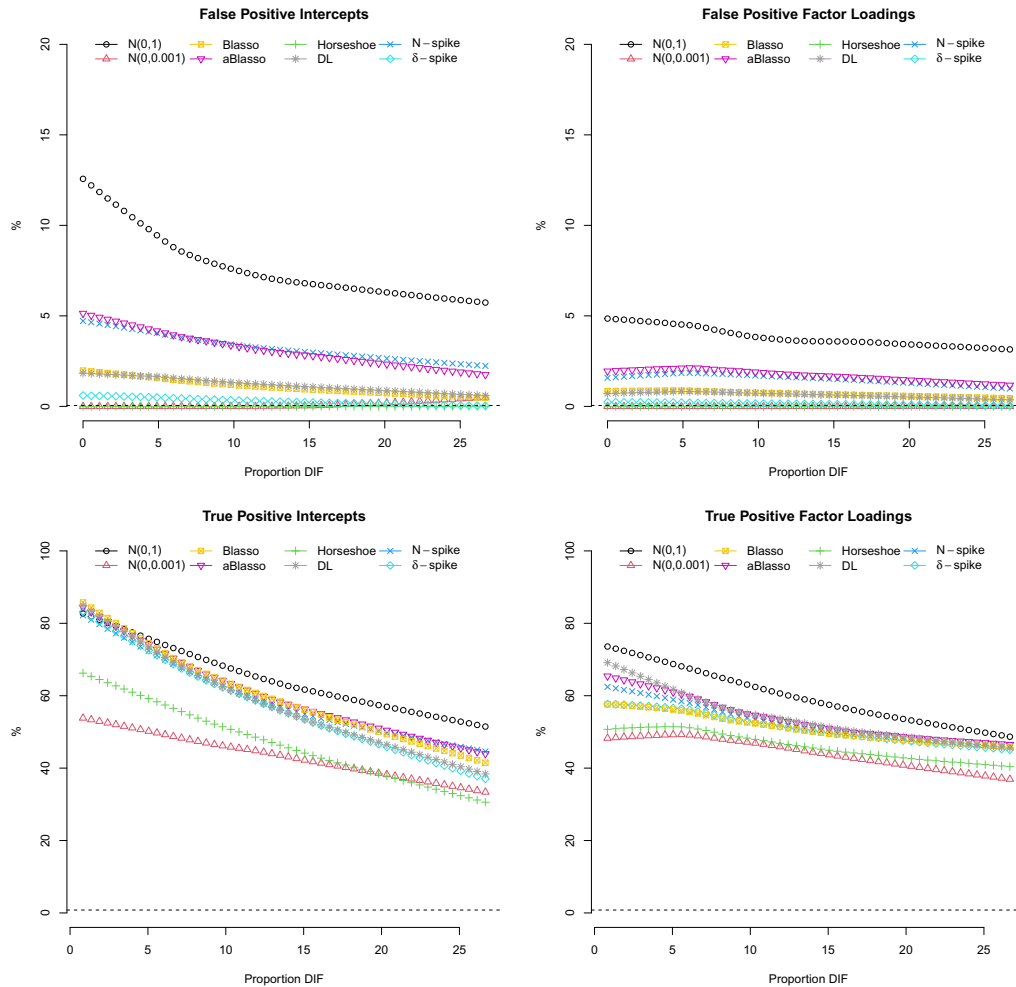 False Positive Intercepts
N(0,1) Blasso Horseshoe N−spike
N(0,0.001) aBlasso DL δ−spike
%
0 5 10 15 20
0 5 10 15 20 25
Proportion DIF
False Positive Factor Loadings
N(0,1) Blasso Horseshoe N−spike
N(0,0.001) aBlasso DL δ−spike
%
0 5 10 15 20
0 5 10 15 20 25
Proportion DIF
True Positive Intercepts
N(0,1) Blasso Horseshoe N−spike
N(0,0.001) aBlasso DL δ−spike
%
0 20 40 60 80 100
0 5 10 15 20 25
Proportion DIF
True Positive Factor Loadings
N(0,1) Blasso Horseshoe N−spike
N(0,0.001) aBlasso DL δ−spike
%
0 20 40 60 80 100
0 5 10 15 20 25
Proportion DIF